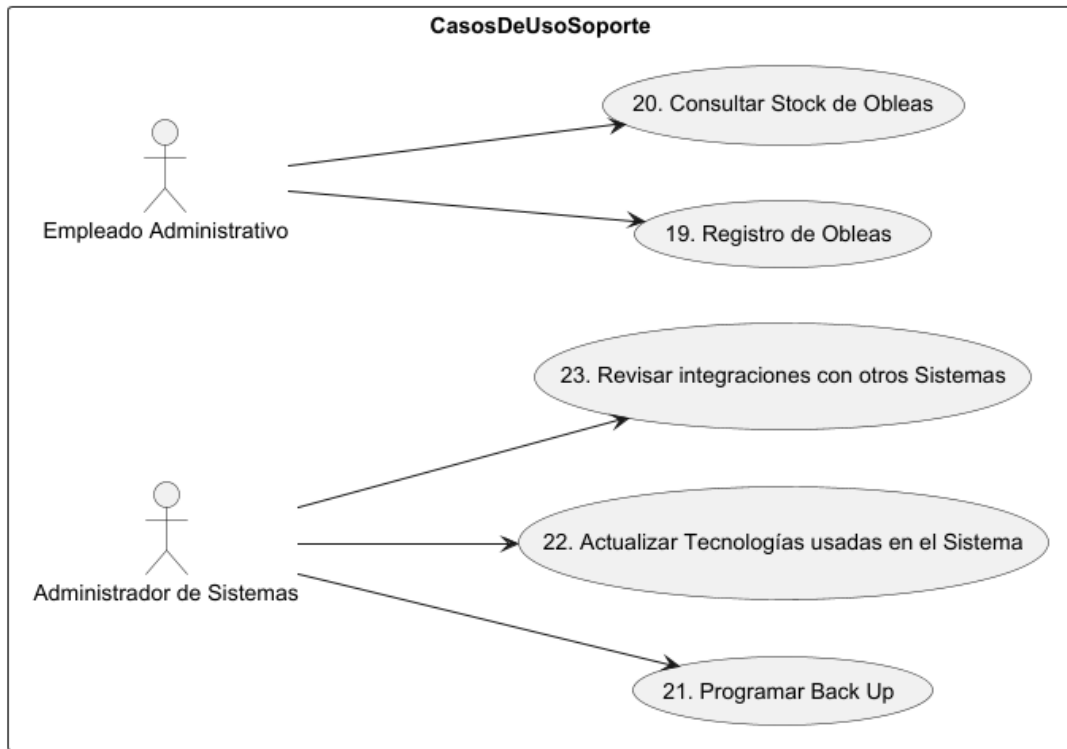 CasosDeUsoSoporte
20. Consultar Stock de Obleas
Empleado Administrativo
19. Registro de Obleas
23. Revisar integraciones con otros Sistemas
22. Actualizar Tecnologías usadas en el Sistema
Administrador de Sistemas
21. Programar Back Up